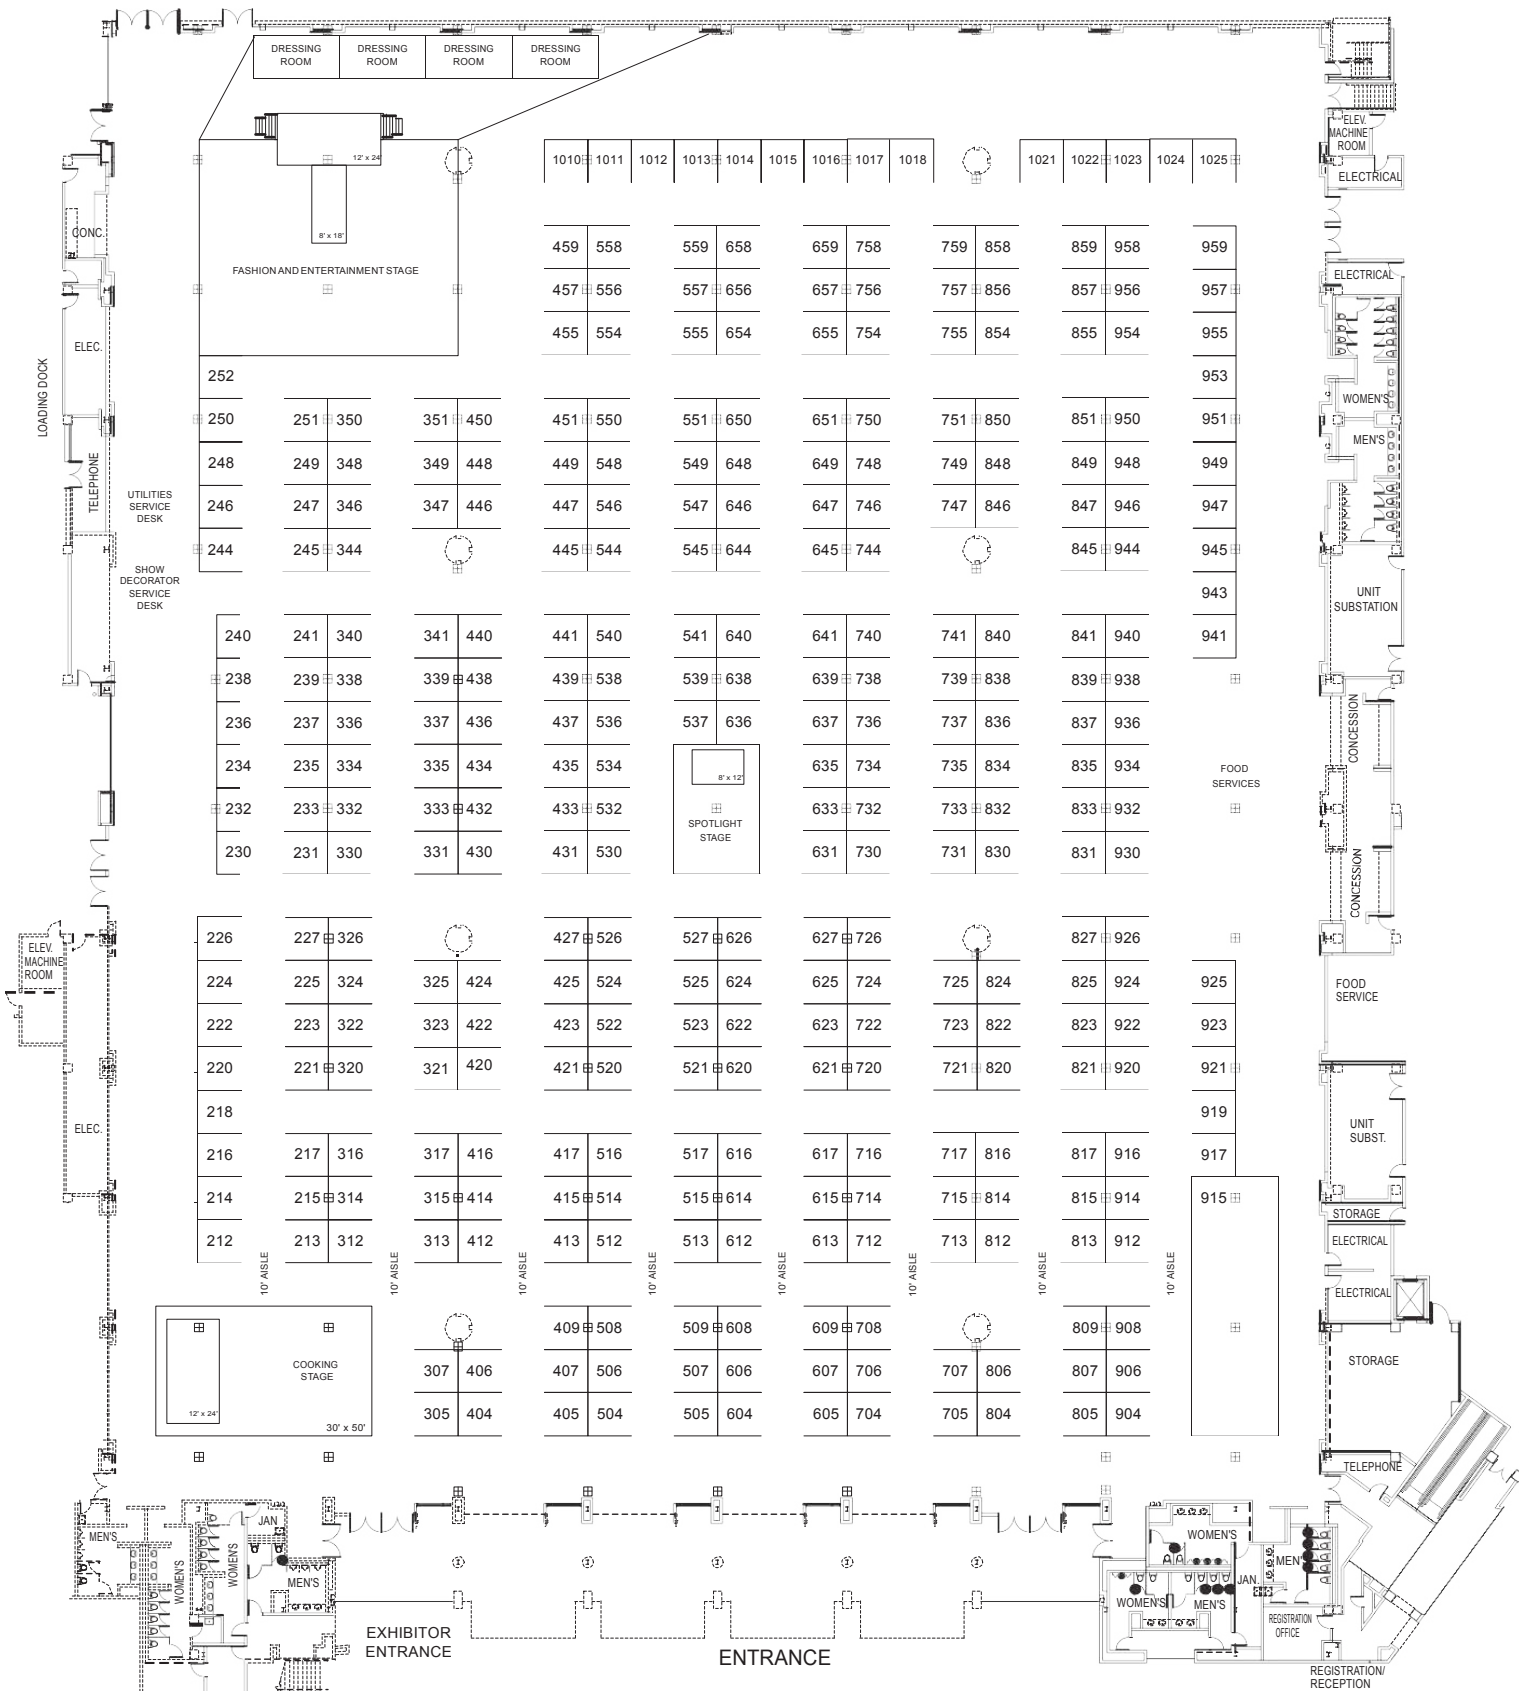 DRESSING
ROOM
DRESSING
ROOM
DRESSING
ROOM
DRESSING
ROOM
12' x 24'
8' x 18'
FASHION AND ENTERTAINMENT STAGE
ELEV.
MACHINE
ROOM
ELECTRICAL
CONC.
1010 1011 1012 1013 1014 1015 1016 1017 1018 1021 1022 1023 1024 1025
459 558 559 658 659 758 759 858 859 958 959
ELECTRICAL
457 556 557 656 657 756 757 856 857 956 957
455 554 555 654 655 754 755 854 855 954 955
ELEC.
LOADING DOCK
252 953
WOMEN'S
250 251 350 351 450 451 550 551 650 651 750 751 850 851 950 951
MEN'S
248 249 348 349 448 449 548 549 648 649 748 749 848 849 948 949
TELEPHONE
UTILITIES
SERVICE
DESK
246 247 346 347 446 447 546 547 646 647 746 747 846 847 946 947
244 245 344 445 544 545 644 645 744 845 944 945
SHOW
DECORATOR
SERVICE
DESK
943
UNIT
SUBSTATION
240 241 340 341 440 441 540 541 640 641 740 741 840 841 940 941
238 239 338 339 438 439 538 539 638 639 738 739 838 839 938
236 237 336 337 436 437 536 537 636 637 736 737 836 837 936
CONCESSION
234 235 334 335 434 435 534 635 734 735 834 835 934
8' x 12'
FOOD
SERVICES
232 233 332 333 432 433 532 633 732 733 832 833 932
SPOTLIGHT
STAGE
230 231 330 331 430 431 530 631 730 731 830 831 930
CONCESSION
226 227 326 427 526 527 626 627 726 827 926
ELEV.
MACHINE
ROOM
224 225 324 325 424 425 524 525 624 625 724 725 824 825 924 925
FOOD
SERVICE
222 223 322 323 422 423 522 523 622 623 722 723 822 823 922 923
220 221 320 321 420 421 520 521 620 621 720 721 820 821 920 921
218 919
ELEC.
UNIT
SUBST.
216 217 316 317 416 417 516 517 616 617 716 717 816 817 916 917
214 215 314 315 414 415 514 515 614 615 714 715 814 815 914 915
STORAGE
212 213 312 313 412 413 512 513 612 613 712 713 812 813 912
ELECTRICAL
10' AISLE
10' AISLE
10' AISLE
10' AISLE
10' AISLE
10' AISLE
10' AISLE
10' AISLE
ELECTRICAL
409 508 509 608 609 708 809 908
COOKING
STAGE
STORAGE
307 406 407 506 507 606 607 706 707 806 807 906
12' x 24'
305 404 405 504 505 604 605 704 705 804 805 904
30' x 50'
TELEPHONE
MEN'S
WOMEN'S
WOMEN'S
JAN
MEN'S
WOMEN'S
MEN'
JAN.
WOMEN'S
MEN'S
REGISTRATION
OFFICE
EXHIBITOR
ENTRANCE
ENTRANCE
REGISTRATION/
RECEPTION